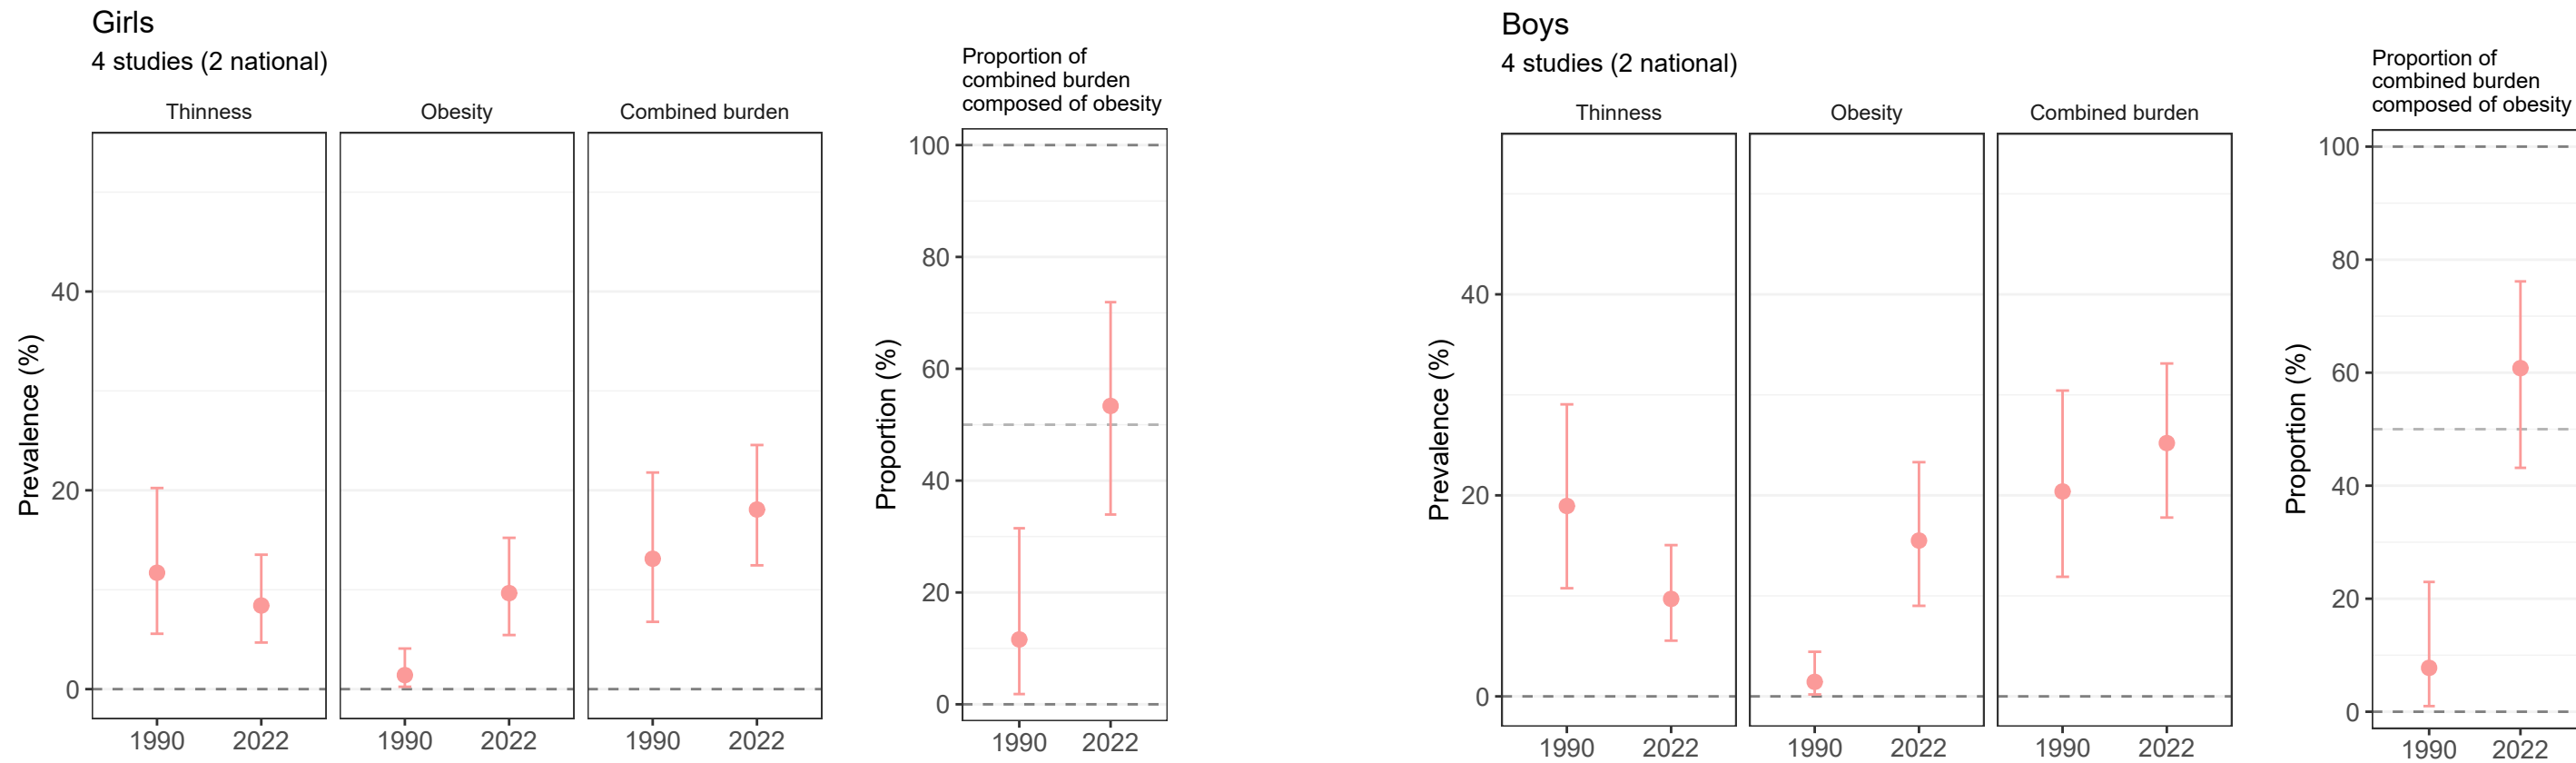 Girls
4 studies (2 national)
Thinness
Obesity
Combined burden
Prevalence (%)
40
20
0
1990 2022
1990 2022
1990 2022
Proportion of
combined burden
composed of obesity
Proportion (%)
100
80
60
40
20
0
1990 2022
Boys
4 studies (2 national)
Thinness
Obesity
Combined burden
Prevalence (%)
40
20
0
1990 2022
1990 2022
1990 2022
Proportion of
combined burden
composed of obesity
Proportion (%)
100
80
60
40
20
0
1990 2022